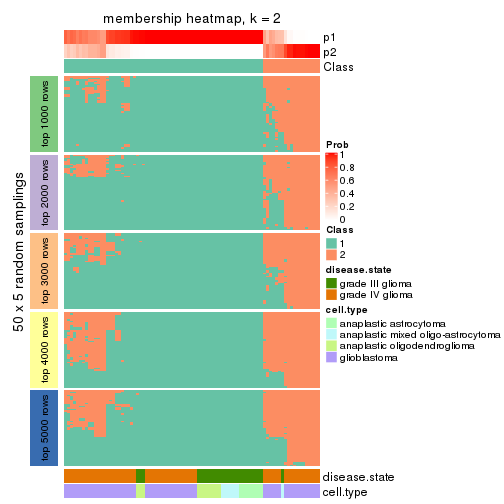 membership heatmap, k = 2
p1
p2
Class
50 x 5 random samplings
top 1000 rows
top 2000 rows
top 3000 rows
top 4000 rows
top 5000 rows
Prob
1
0.8
0.6
0.4
0.2
0
Class
1
2
disease.state
grade III glioma
grade IV glioma
cell.type
anaplastic astrocytoma
anaplastic mixed oligo-astrocytoma
anaplastic oligodendroglioma
glioblastoma
disease.state
cell.type